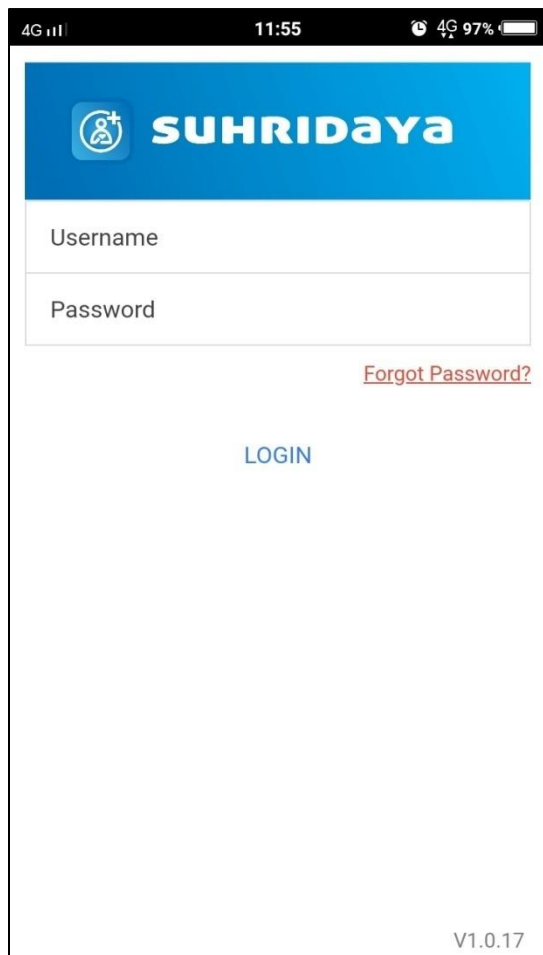 4G 11:55 4G 97%
SUHRIDaYa
Username
Password
Forgot Password?
LOGIN
V1.0.17